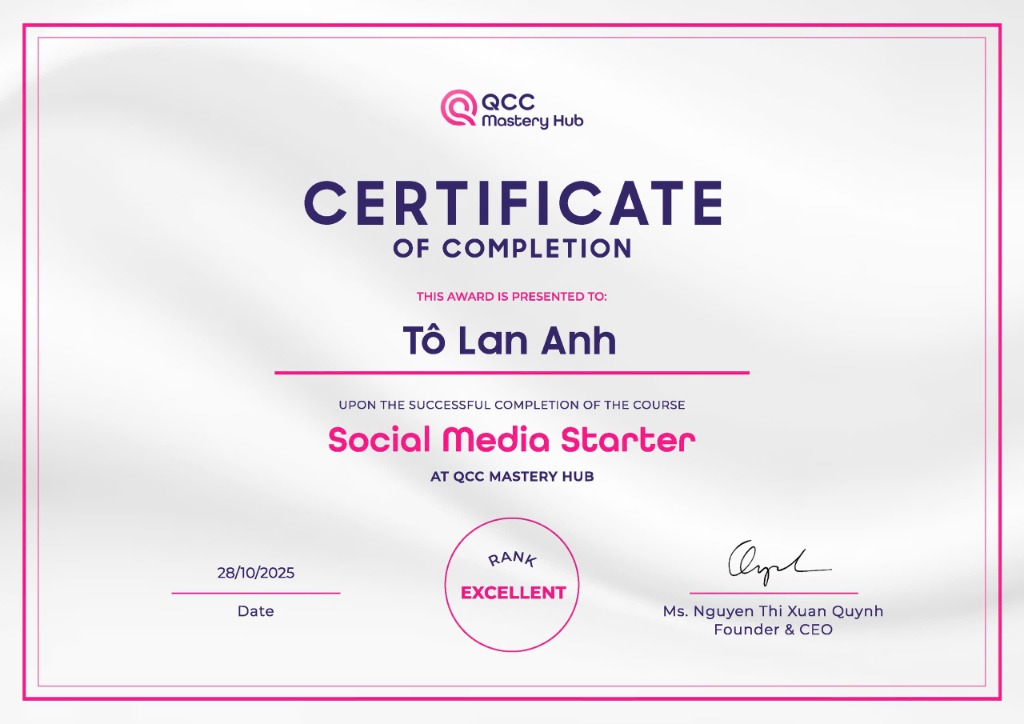 QCC
Mastery Hub
CERTIFICATE
OF COMPLETION
THIS AWARD IS PRESENTED TO:
Tô Lan Anh
UPON THE SUCCESSFUL COMPLETION OF THE COURSE
Social Media Starter
AT QCC MASTERY HUB
RANK
EXCELLENT
28/10/2025
Date
Ms. Nguyen Thi Xuan Quynh
Founder & CEO